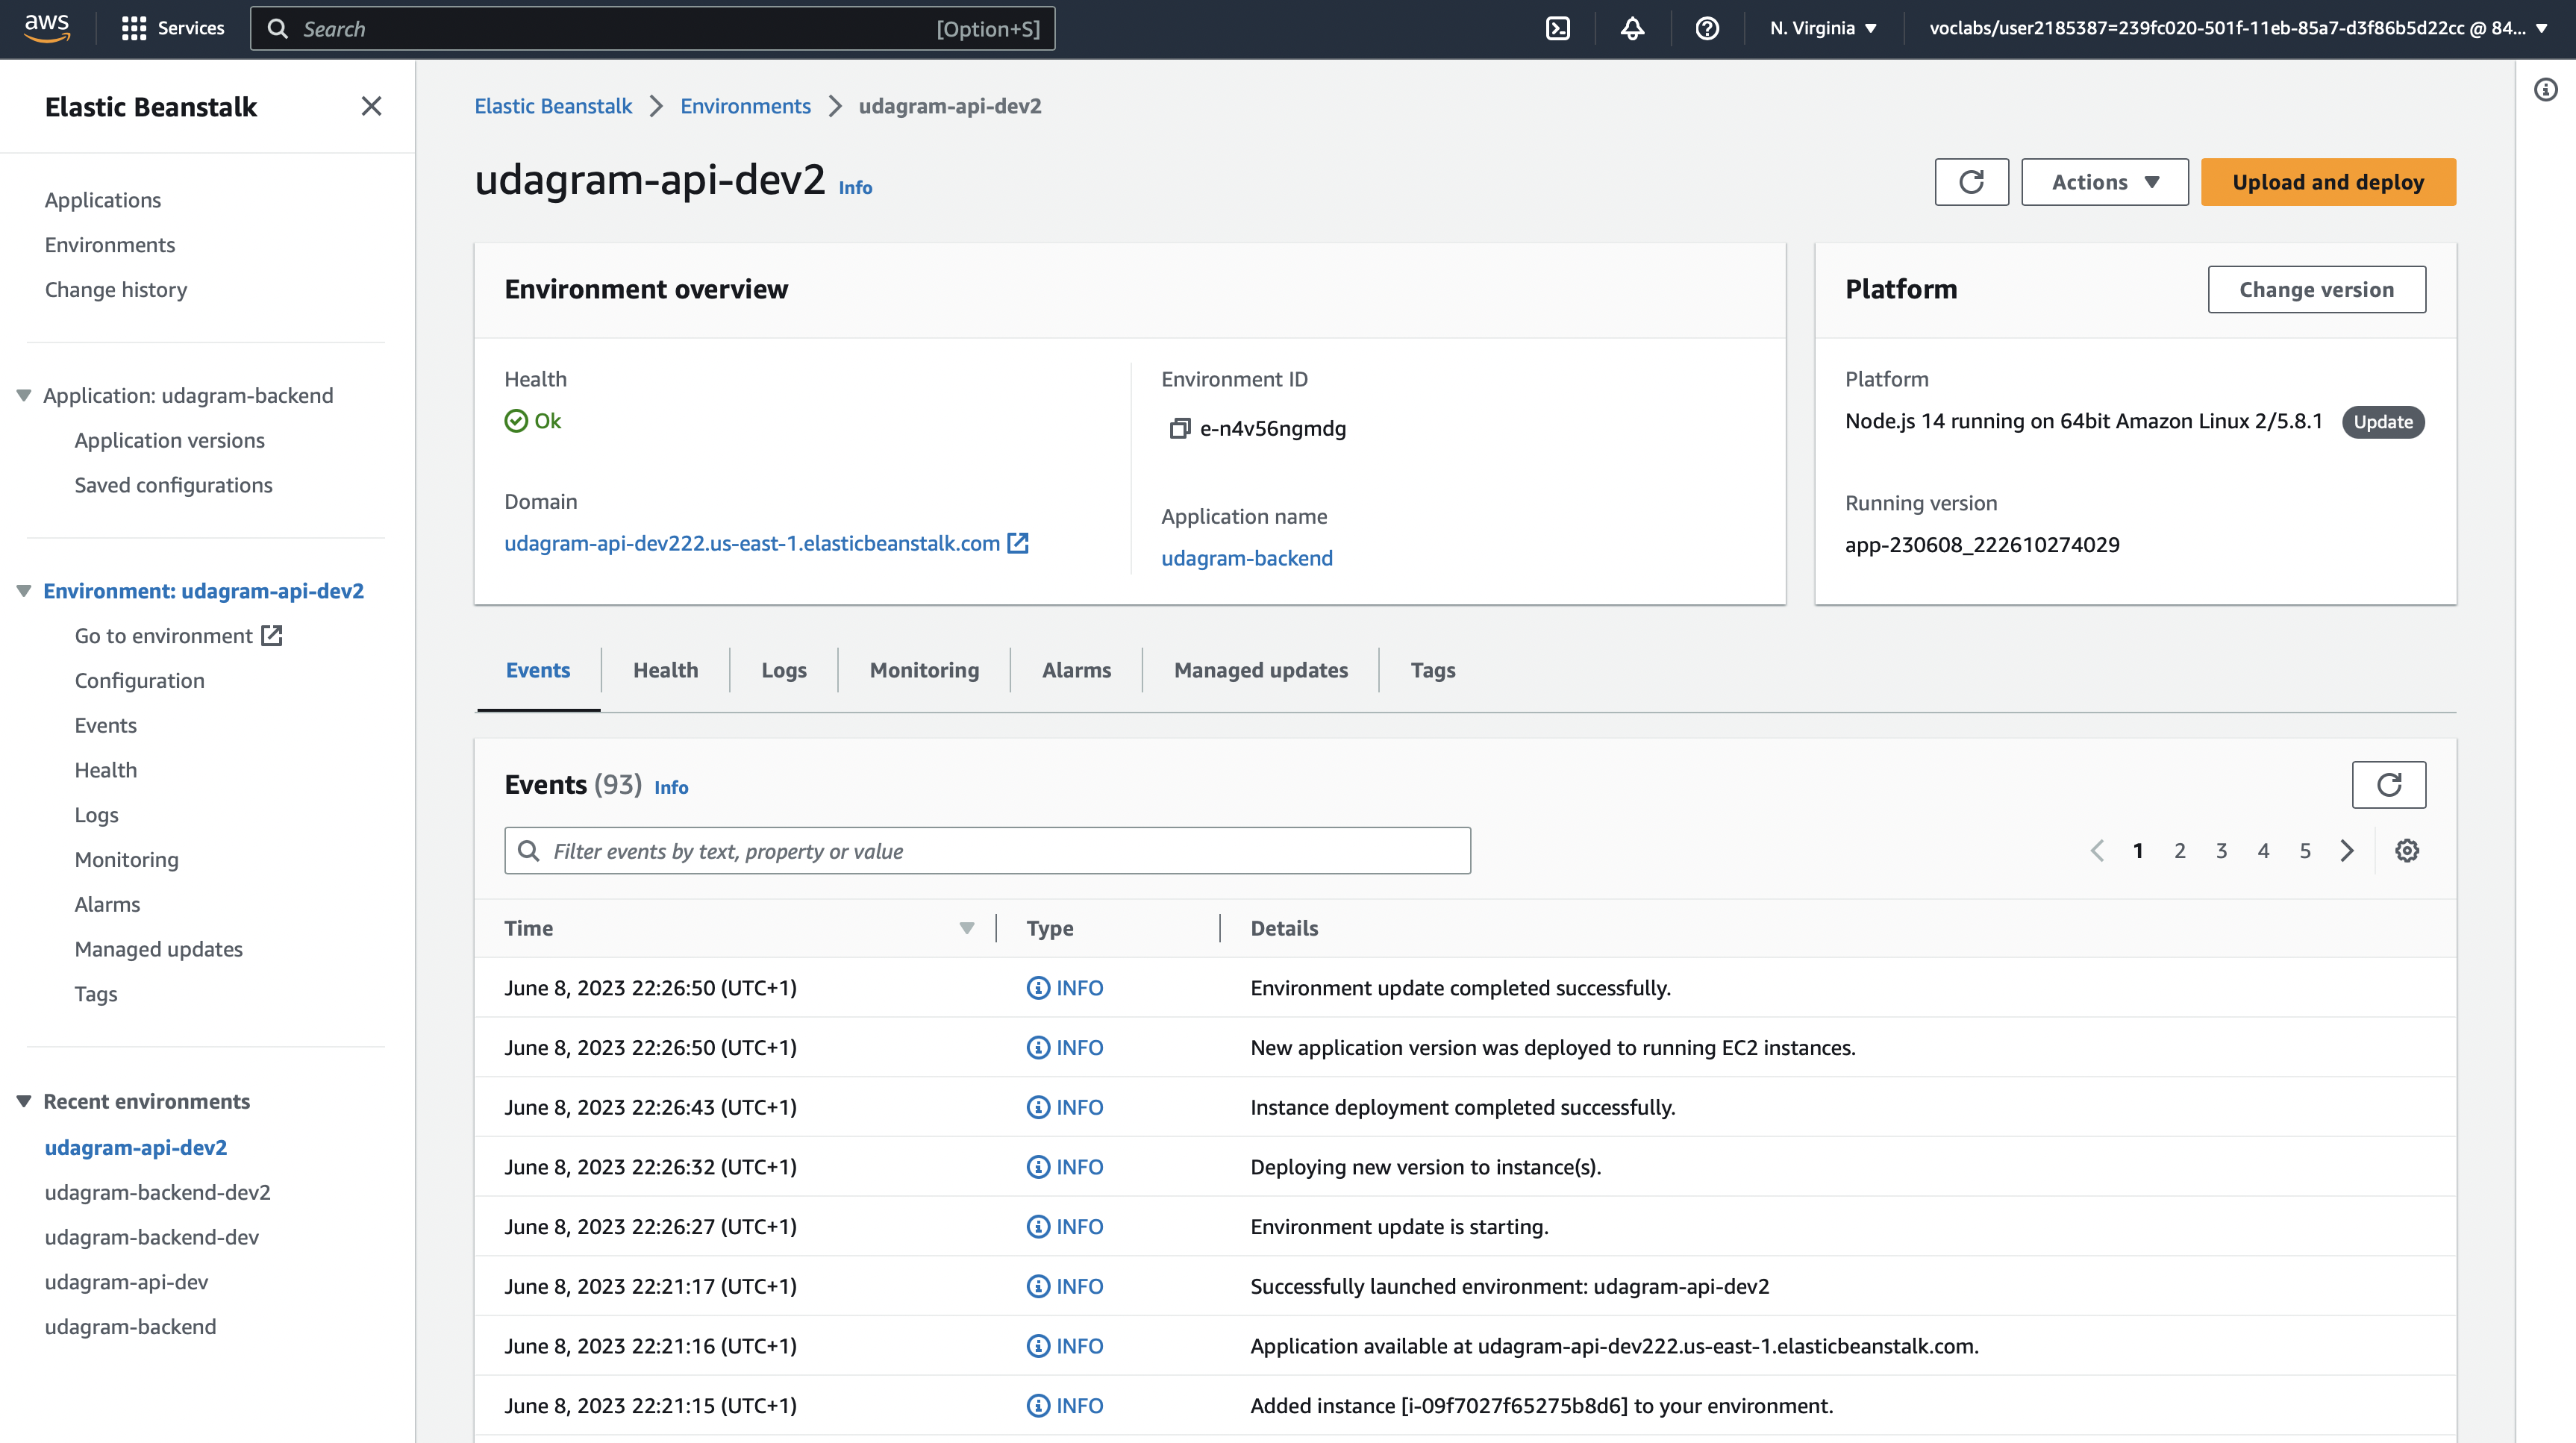 aws
Services
Search
[Option+S]
N. Virginia
voclabs/user2185387=239fc020-501f-11eb-85a7-d3f86b5d22cc @ 84...
Elastic Beanstalk
Applications
Environments
Change history
Application: udagram-backend
Application versions
Saved configurations
Environment: udagram-api-dev2
Go to environment
Configuration
Events
Health
Logs
Monitoring
Alarms
Managed updates
Tags
Recent environments
udagram-api-dev2
udagram-backend-dev2
udagram-backend-dev
udagram-api-dev
udagram-backend
Elastic Beanstalk
Environments
udagram-api-dev2
udagram-api-dev2 Info
Actions
Upload and deploy
Environment overview
Health
Ok
Domain
udagram-api-dev222.us-east-1.elasticbeanstalk.com
Environment ID
e-n4v56ngmdg
Application name
udagram-backend
Platform
Change version
Platform
Node.js 14 running on 64bit Amazon Linux 2/5.8.1 Update
Running version
app-230608_222610274029
Events
Health
Logs
Monitoring
Alarms
Managed updates
Tags
Events (93) Info
Filter events by text, property or value
1 2 3 4 5
Time Type Details
June 8, 2023 22:26:50 (UTC+1) INFO Environment update completed successfully.
June 8, 2023 22:26:50 (UTC+1) INFO New application version was deployed to running EC2 instances.
June 8, 2023 22:26:43 (UTC+1) INFO Instance deployment completed successfully.
June 8, 2023 22:26:32 (UTC+1) INFO Deploying new version to instance(s).
June 8, 2023 22:26:27 (UTC+1) INFO Environment update is starting.
June 8, 2023 22:21:17 (UTC+1) INFO Successfully launched environment: udagram-api-dev2
June 8, 2023 22:21:16 (UTC+1) INFO Application available at udagram-api-dev222.us-east-1.elasticbeanstalk.com.
June 8, 2023 22:21:15 (UTC+1) INFO Added instance [i-09f7027f65275b8d6] to your environment.